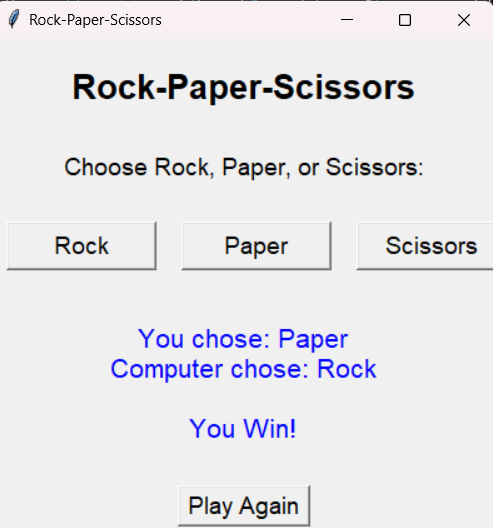 Rock-Paper-Scissors
Rock-Paper-Scissors
Choose Rock, Paper, or Scissors:
Rock Paper Scissors
You chose: Paper
Computer chose: Rock
You Win!
Play Again